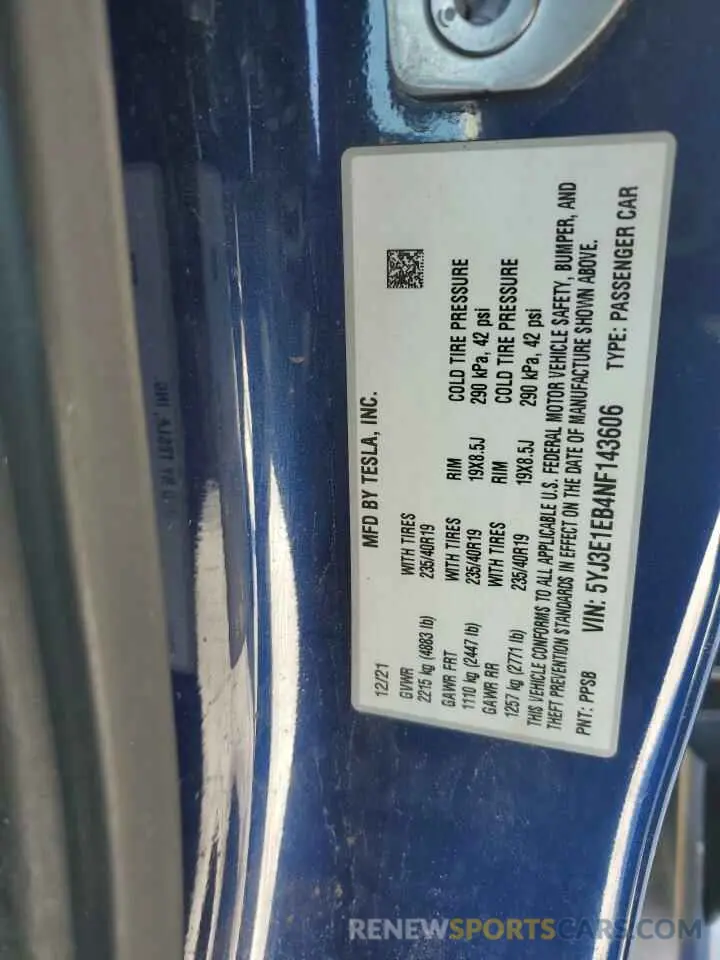 MFD BY TESLA, INC.
12/21
GVWR WITH TIRES
2215 kg (4883 lb) 235/40R19
GAWR FRT WITH TIRES RIM COLD TIRE PRESSURE
1110 kg (2447 lb) 235/40R19 19X8.5J 290 kPa, 42 psi
GAWR RR WITH TIRES RIM COLD TIRE PRESSURE
1257 kg (2771 lb) 235/40R19 19X8.5J 290 kPa, 42 psi
THIS VEHICLE CONFORMS TO ALL APPLICABLE U.S. FEDERAL MOTOR VEHICLE SAFETY, BUMPER, AND
THEFT PREVENTION STANDARDS IN EFFECT ON THE DATE OF MANUFACTURE SHOWN ABOVE.
PNT: PPSB VIN: 5YJ3E1EB4NF143606 TYPE: PASSENGER CAR
RENEWSPORTSCARS.COM